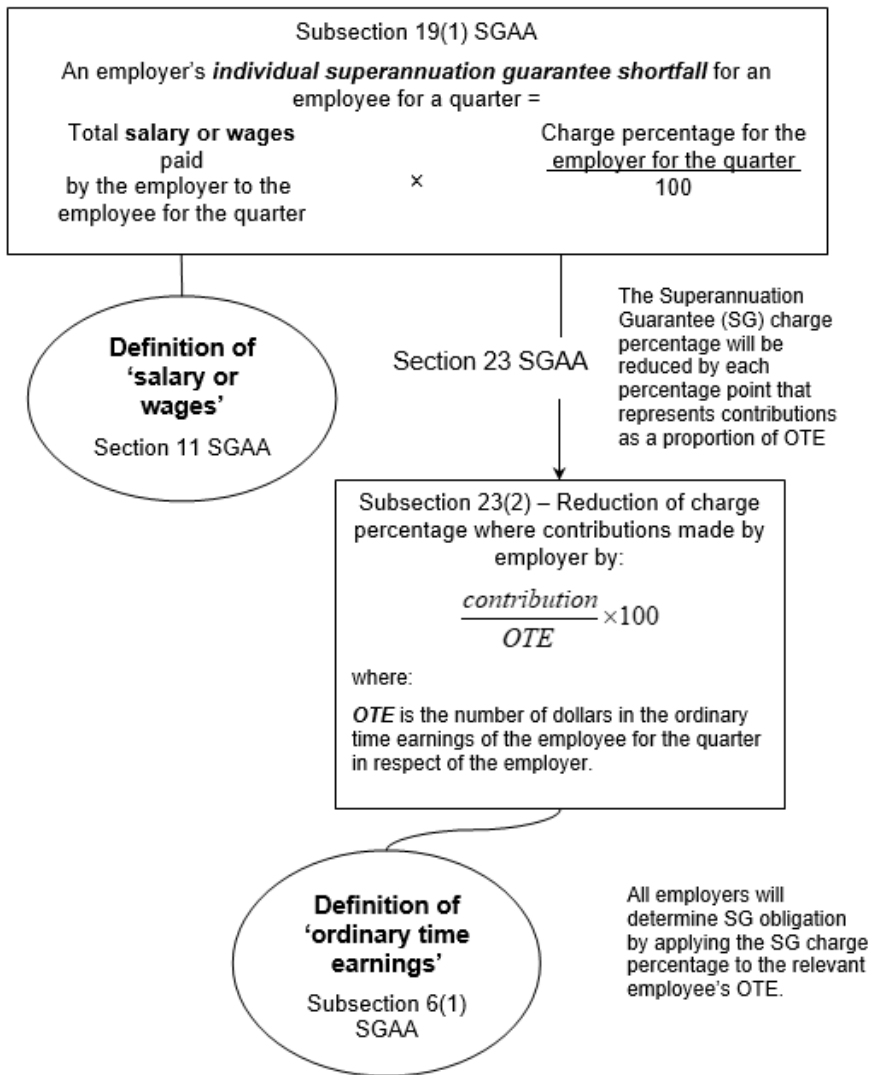 Subsection 19(1) SGAA
An employer's individual superannuation guarantee shortfall for an
employee for a quarter =
Total salary or wages
paid
by the employer to the
employee for the quarter
×
Charge percentage for the
employer for the quarter
100
Definition of
‘salary or
wages’
Section 11 SGAA
Section 23 SGAA
The Superannuation
Guarantee (SG) charge
percentage will be
reduced by each
percentage point that
represents contributions
as a proportion of OTE
Subsection 23(2) – Reduction of charge
percentage where contributions made by
employer by:
contribution
OTE
×100
where:
OTE is the number of dollars in the ordinary
time earnings of the employee for the quarter
in respect of the employer.
Definition of
‘ordinary time
earnings’
Subsection 6(1)
SGAA
All employers will
determine SG obligation
by applying the SG charge
percentage to the relevant
employee's OTE.